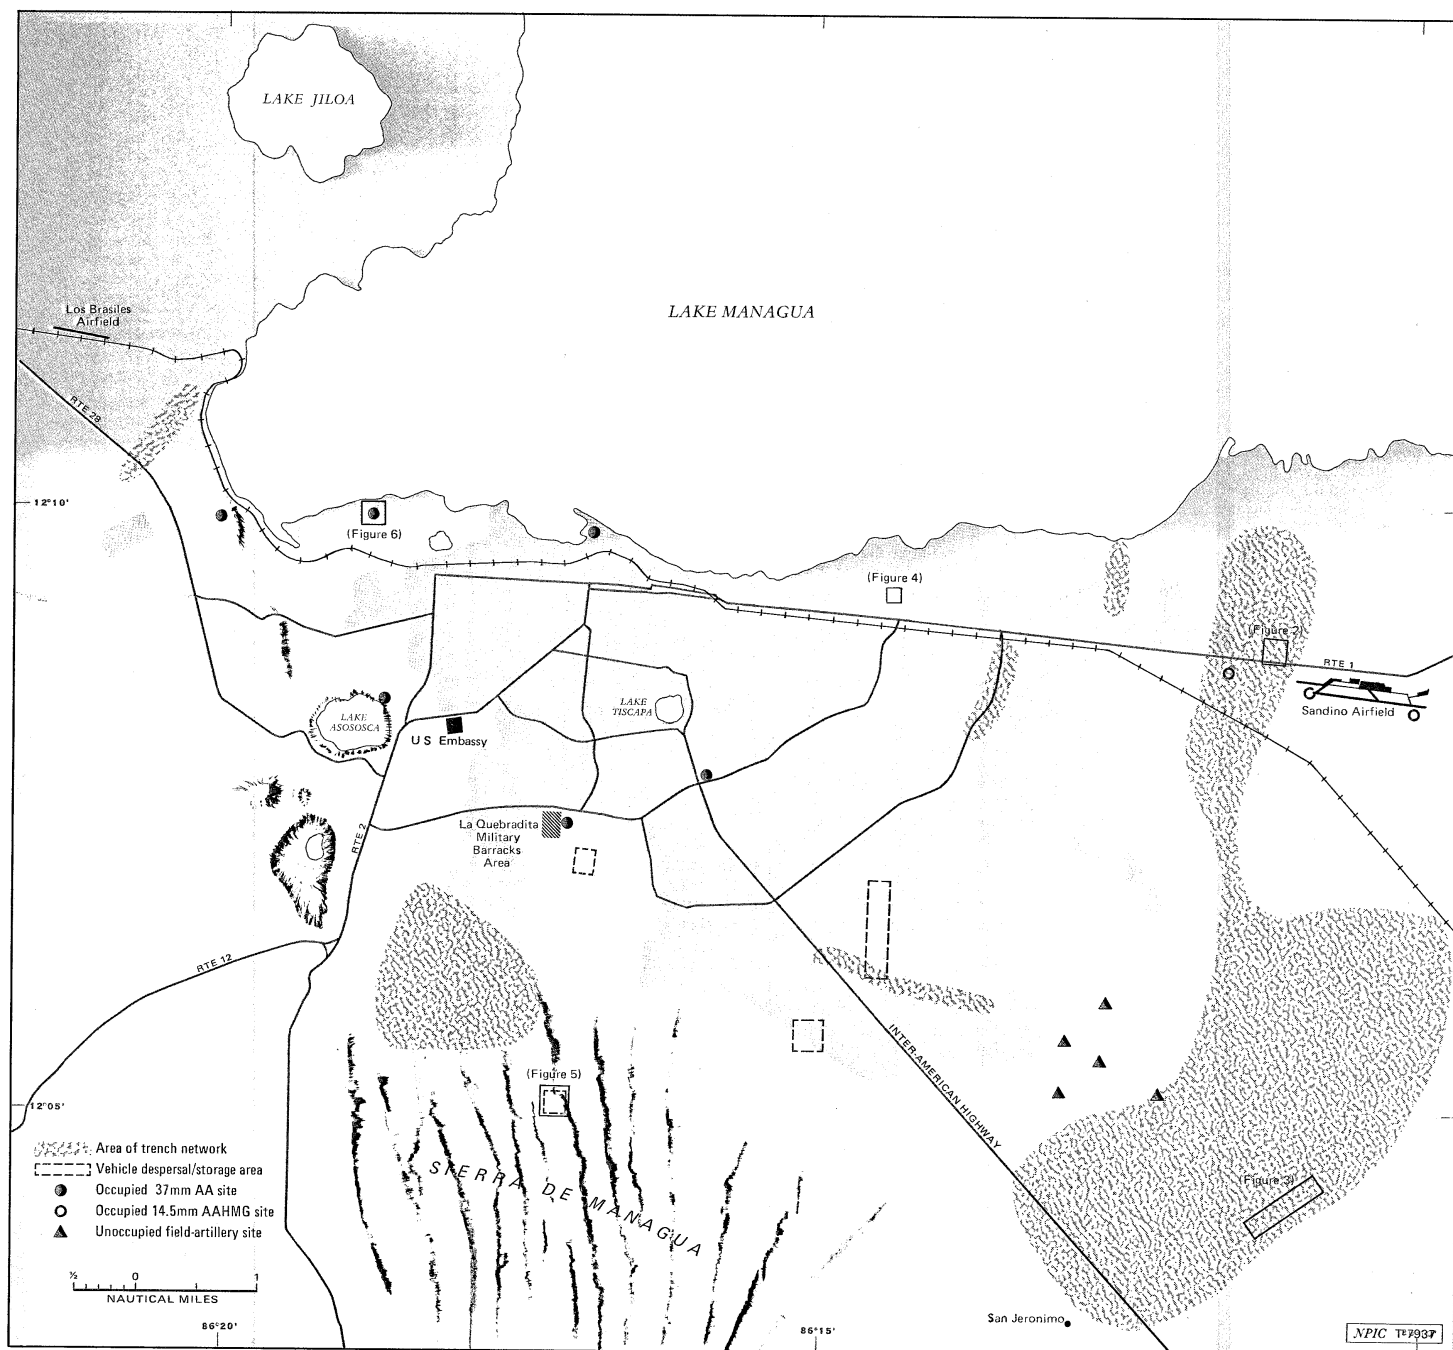 LAKE JILOA
LAKE MANAGUA
Los Brasiles
Airfield
RTE 28
12°10'
(Figure 6)
(Figure 4)
(Figure 2)
RTE 1
Sandino Airfield
LAKE
TISCAPA
LAKE
ASOSOSCA
U S Embassy
RTE 2
La Quebradita
Military
Barracks
Area
RTE 12
INTER-AMERICAN HIGHWAY
(Figure 5)
12°05'
SIERRA DE MANAGUA
(Figure 3)
Area of trench network
Vehicle despersal/storage area
Occupied 37mm AA site
Occupied 14.5mm AAHMG site
Unoccupied field-artillery site
½ 0 1
NAUTICAL MILES
San Jeronimo
86°20'
86°15'
NPIC